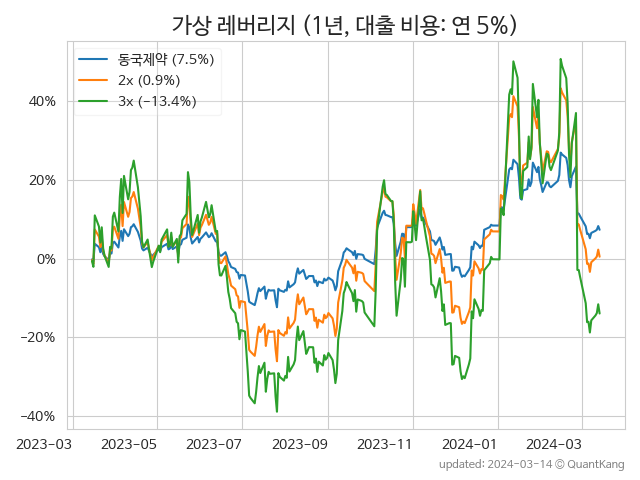 가상 레버리지 (1년, 대출 비용: 연 5%)
동국제약 (7.5%)
2x (0.9%)
3x (−13.4%)
40%
20%
0%
−20%
−40%
2023-03 2023-05 2023-07 2023-09 2023-11 2024-01 2024-03
updated: 2024-03-14 ⓒ QuantKang